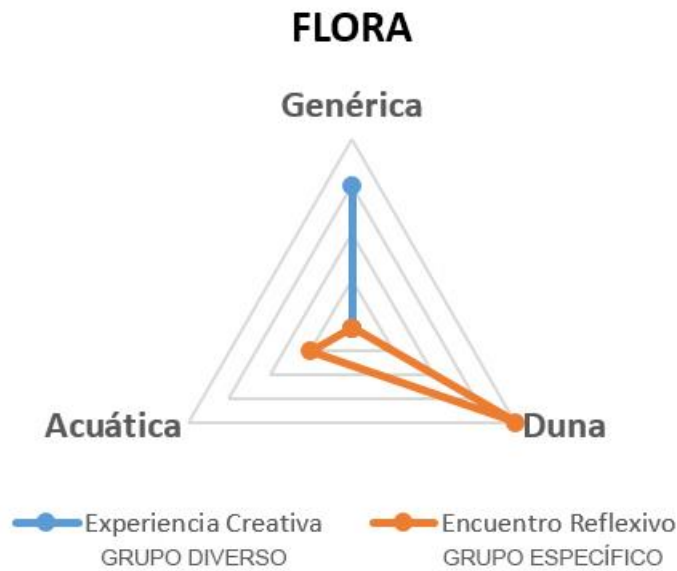 FLORA
Genérica
Acuática
Duna
Experiencia Creativa
GRUPO DIVERSO
Encuentro Reflexivo
GRUPO ESPECÍFICO